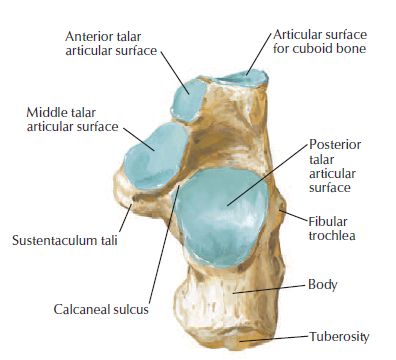 Anterior talar
articular surface
Articular surface
for cuboid bone
Middle talar
articular surface
Posterior
talar
articular
surface
Fibular
trochlea
Sustentaculum tali
Body
Calcaneal sulcus
Tuberosity